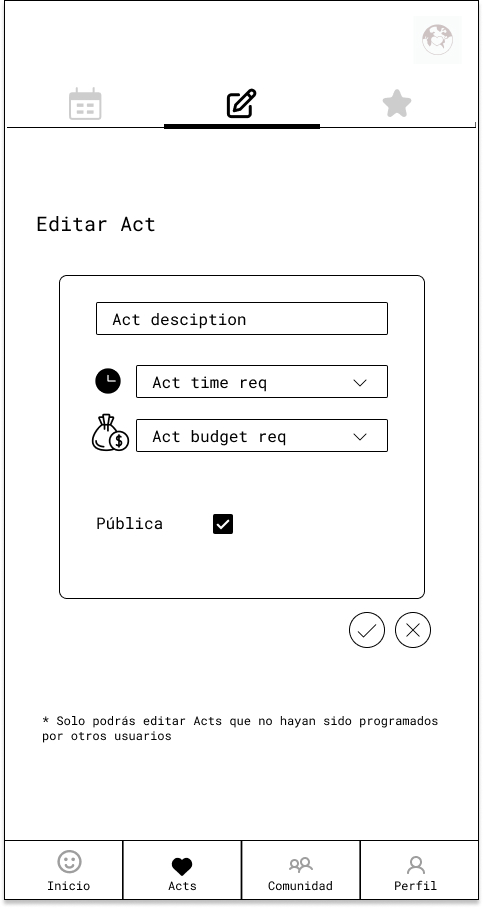 Editar Act
Act desciption
Act time req
Act budget req
Pública
* Solo podrás editar Acts que no hayan sido programados
por otros usuarios
Inicio
Acts
Comunidad
Perfil